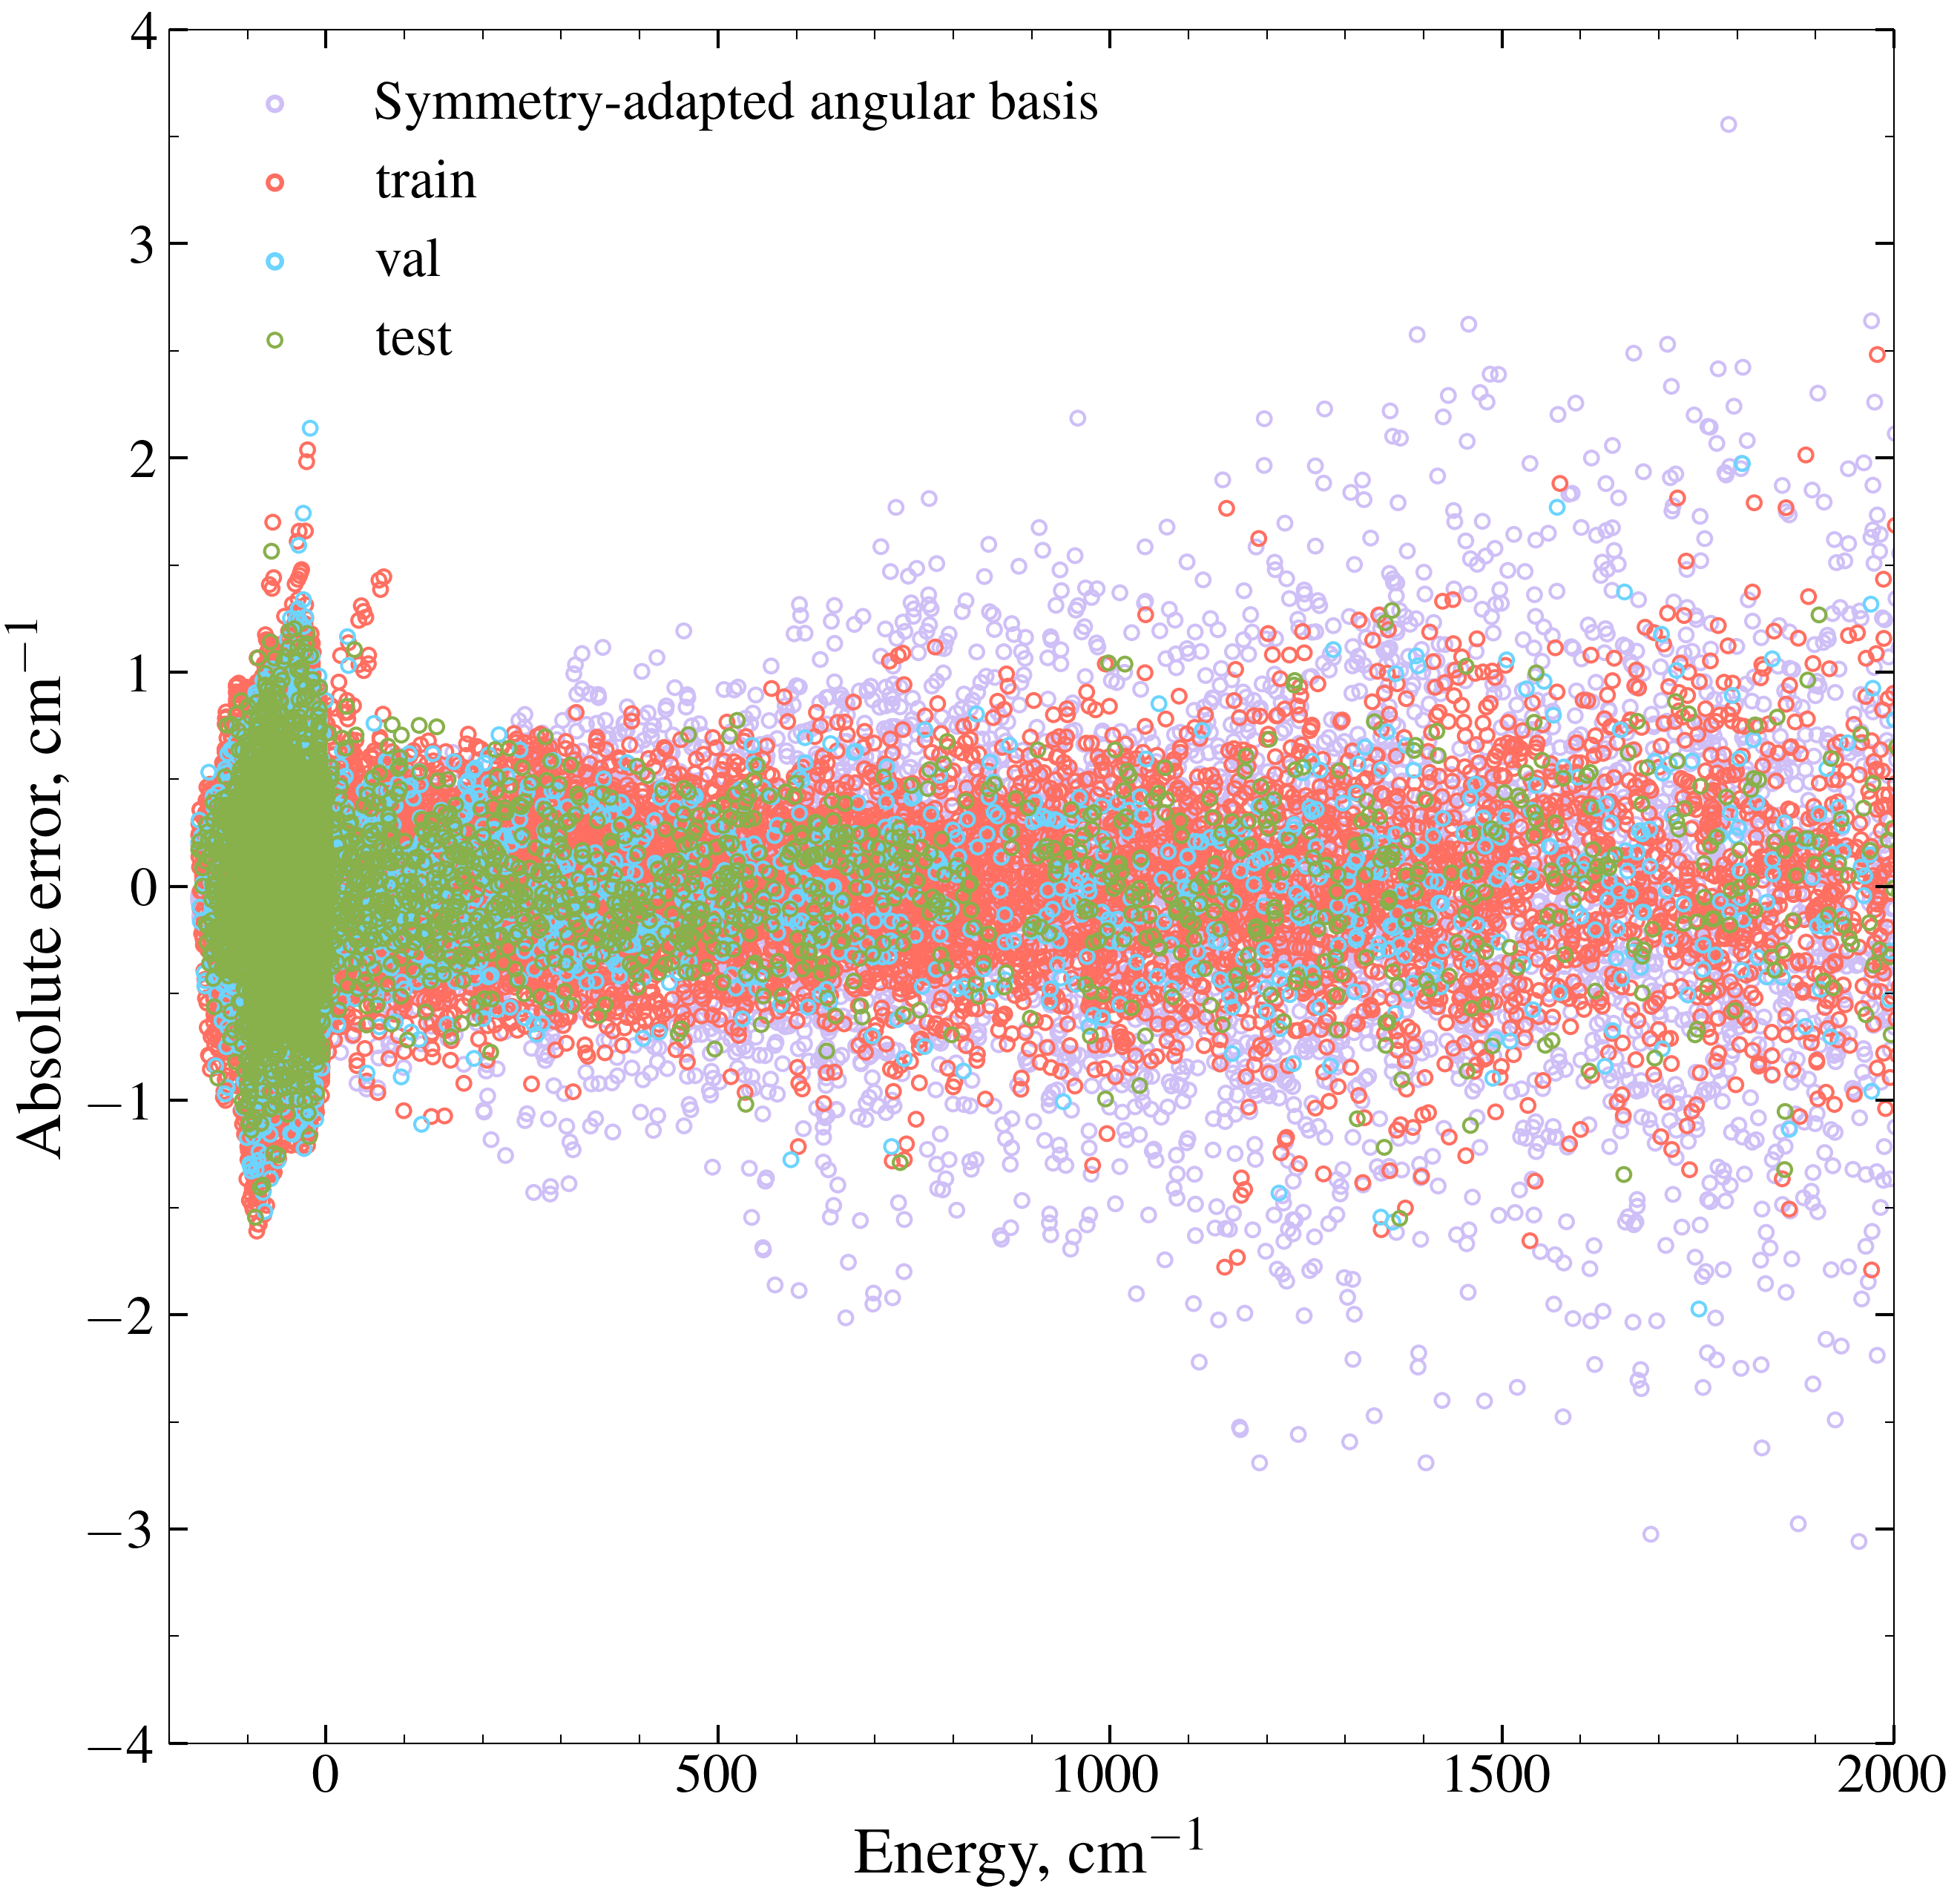 4
3
2
1
0
−1
−2
−3
−4
Absolute error, cm−1
Symmetry-adapted angular basis
train
val
test
0 500 1000 1500 2000
Energy, cm−1